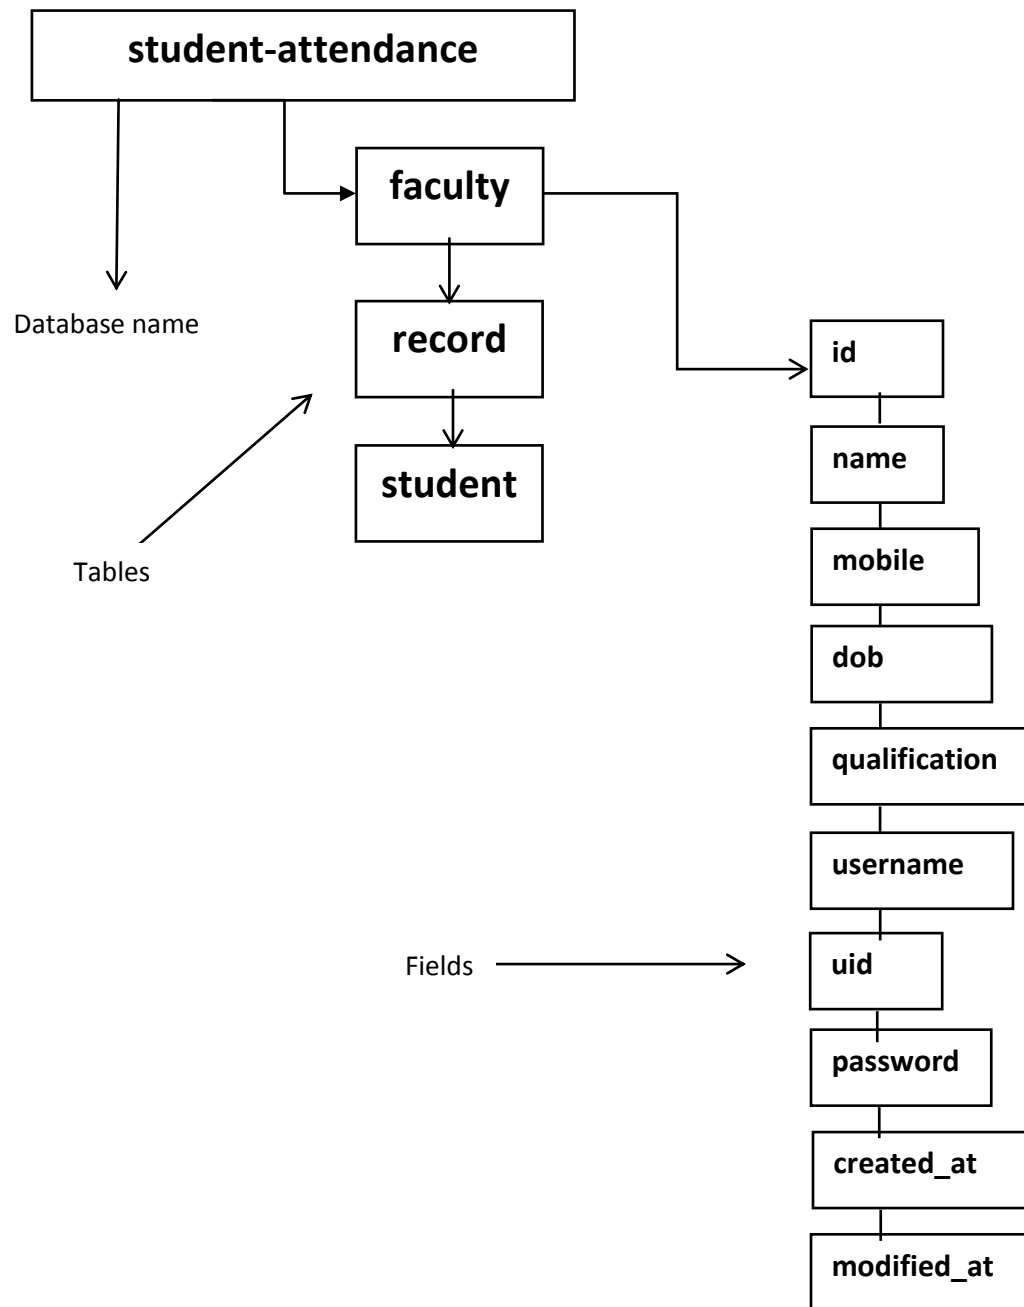 student-attendance
faculty
record
student
Database name
Tables
Fields
id
name
mobile
dob
qualification
username
uid
password
created_at
modified_at